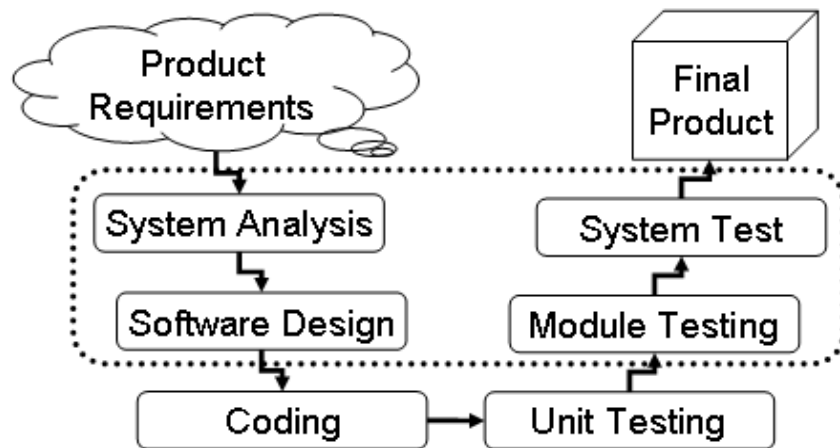 Product
Requirements
Final
Product
System Analysis
System Test
Software Design
Module Testing
Coding
Unit Testing